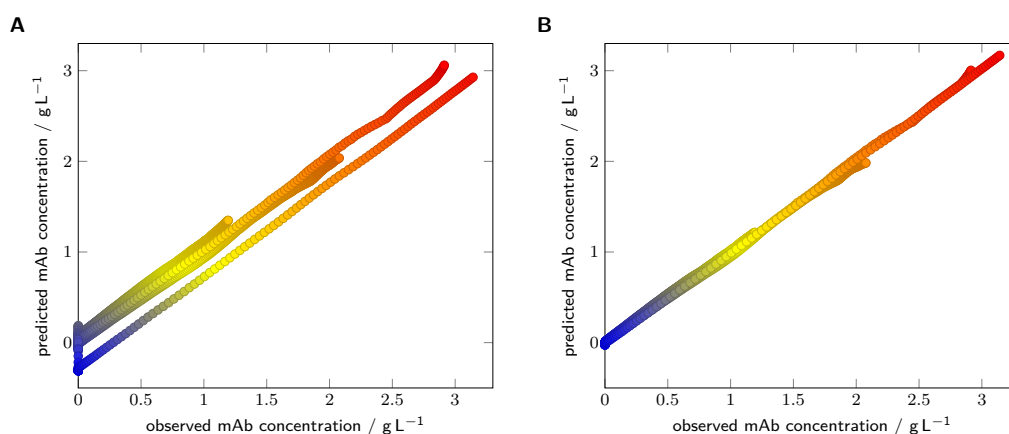 A
predicted mAb concentration / g L⁻¹
3
2
1
0
0 0.5 1 1.5 2 2.5 3
observed mAb concentration / g L⁻¹
B
predicted mAb concentration / g L⁻¹
3
2
1
0
0 0.5 1 1.5 2 2.5 3
observed mAb concentration / g L⁻¹